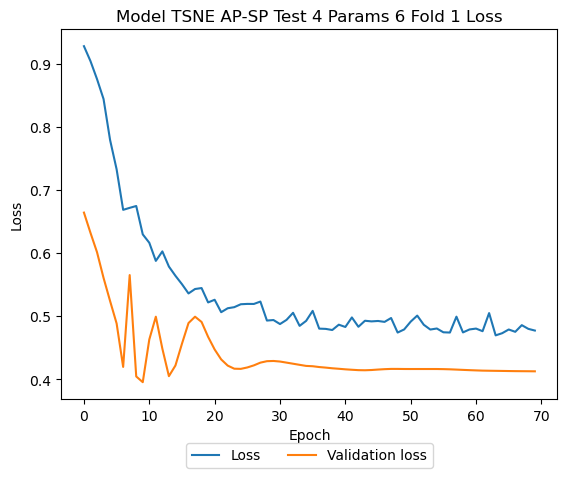 Model TSNE AP-SP Test 4 Params 6 Fold 1 Loss
Loss
0.9
0.8
0.7
0.6
0.5
0.4
0 10 20 30 40 50 60 70
Epoch
Loss Validation loss